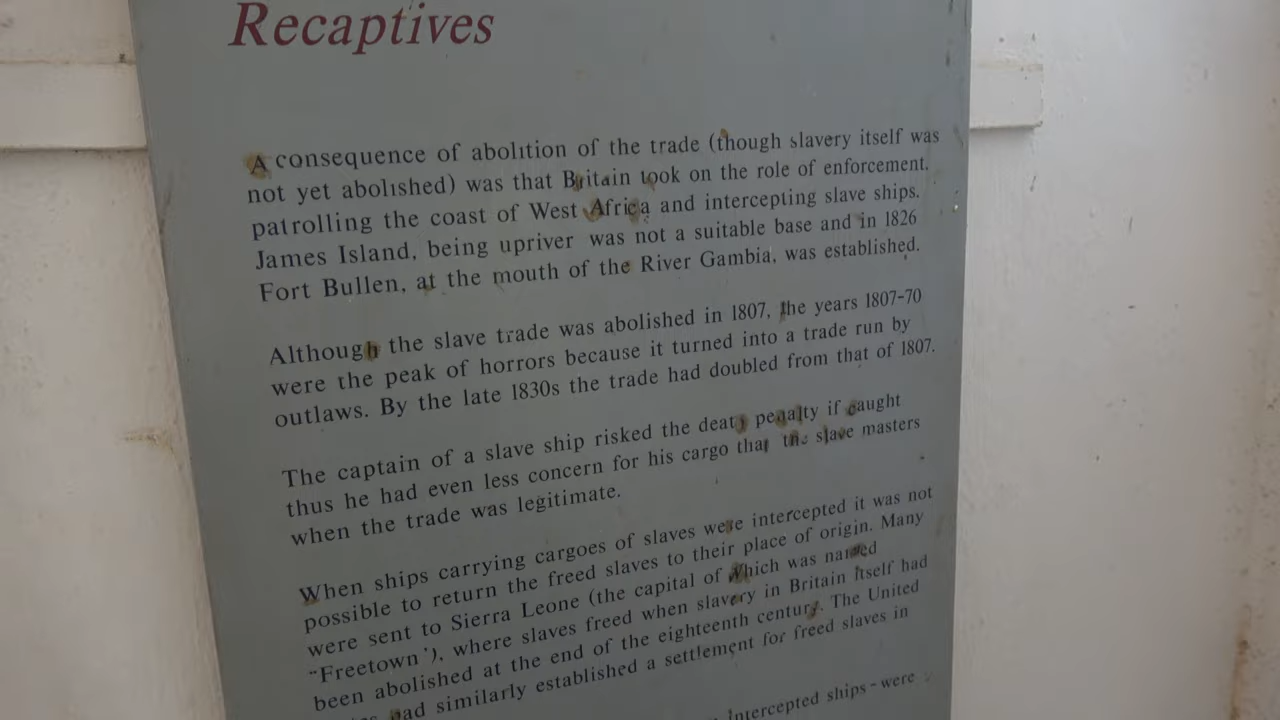 Recaptives
A consequence of abolition of the trade (though slavery itself was
not yet abolished) was that Britain took on the role of enforcement.
patrolling the coast of West Africa and intercepting slave ships.
James Island, being upriver was not a suitable base and in 1826
Fort Bullen, at the mouth of the River Gambia, was established.
Although the slave trade was abolished in 1807, the years 1807-70
were the peak of horrors because it turned into a trade run by
outlaws. By the late 1830s the trade had doubled from that of 1807.
The captain of a slave ship risked the death penalty if caught
thus he had even less concern for his cargo that the slave masters
when the trade was legitimate.
When ships carrying cargoes of slaves were intercepted it was not
possible to return the freed slaves to their place of origin. Many
were sent to Sierra Leone (the capital of which was named
"Freetown'), where slaves freed when slavery in Britain itself had
been abolished at the end of the eighteenth century. The United
had similarly established a settlement for freed slaves in
intercepted ships - were